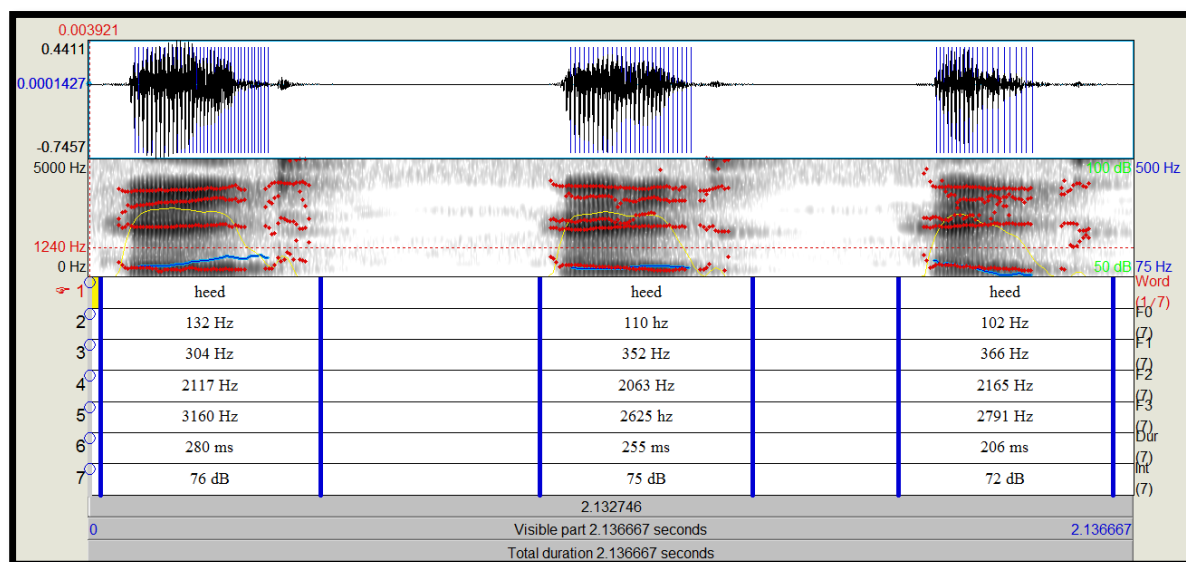 0.003921
0.4411
0.0001427
-0.7457
5000 Hz 100 dB 500 Hz
1240 Hz
0 Hz 50 dB 75 Hz
1 heed heed heed Word (1/7)
2 132 Hz 110 hz 102 Hz F0 (7)
3 304 Hz 352 Hz 366 Hz F1 (7)
4 2117 Hz 2063 Hz 2165 Hz F2 (7)
5 3160 Hz 2625 hz 2791 Hz F3 (7)
6 280 ms 255 ms 206 ms Dur (7)
7 76 dB 75 dB 72 dB Int (7)
2.132746
0 Visible part 2.136667 seconds 2.136667
Total duration 2.136667 seconds